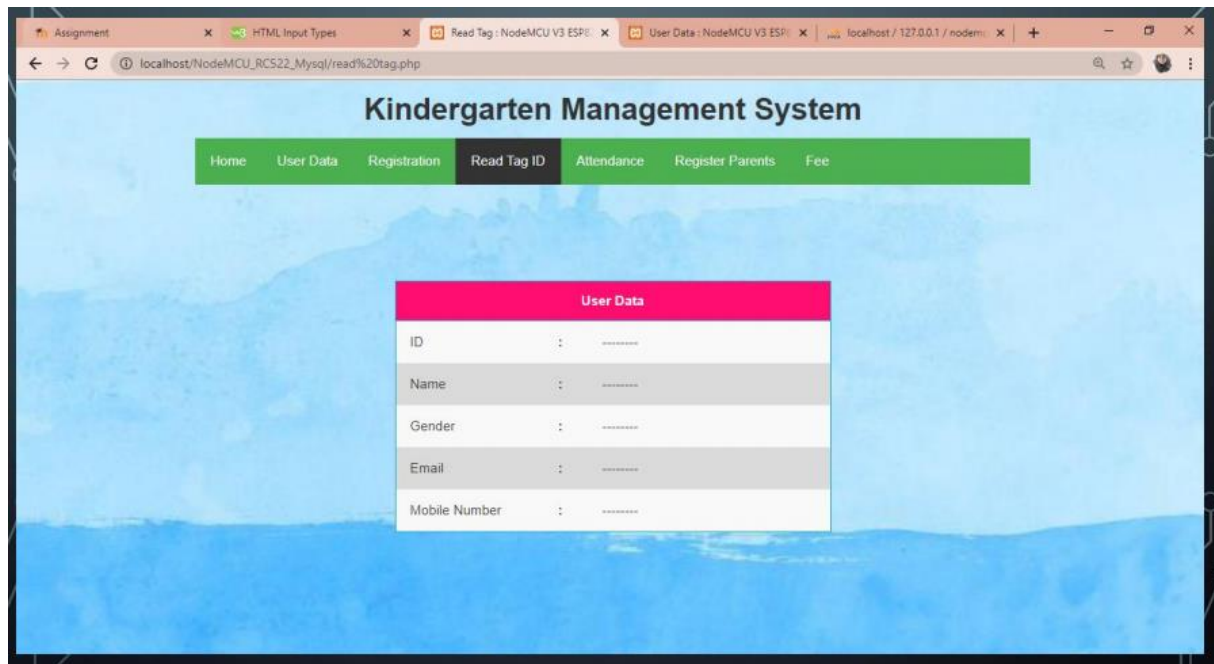 Assignment
HTML Input Types
Read Tag : NodeMCU V3 ESP8
User Data : NodeMCU V3 ESP
localhost / 127.0.0.1 / nodem
localhost/NodeMCU_RC522_Mysql/read%20tag.php
Kindergarten Management System
Home User Data Registration Read Tag ID Attendance Register Parents Fee
User Data
ID : --------
Name : --------
Gender : --------
Email : --------
Mobile Number : --------